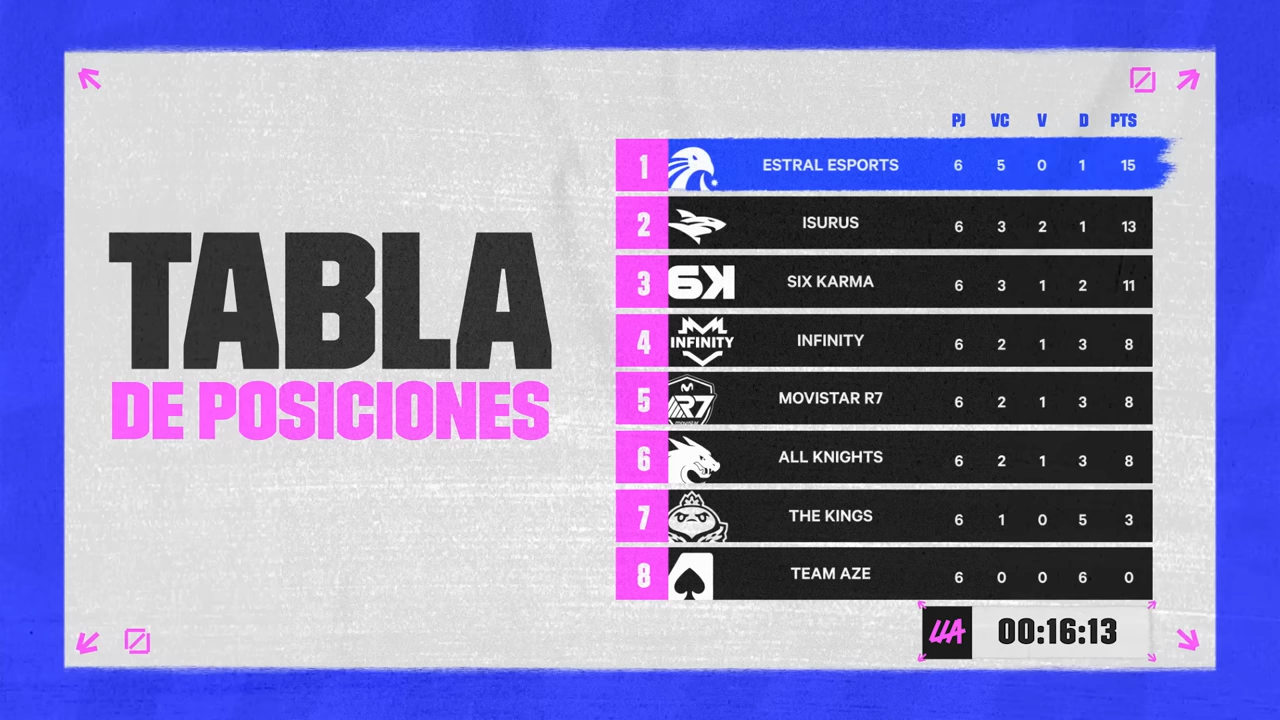 TABLA
DE POSICIONES
PJ VC V D PTS
1 ESTRAL ESPORTS 6 5 0 1 15
2 ISURUS 6 3 2 1 13
3 6K SIX KARMA 6 3 1 2 11
4 INFINITY INFINITY 6 2 1 3 8
5 R7 movistar MOVISTAR R7 6 2 1 3 8
6 ALL KNIGHTS 6 2 1 3 8
7 THE KINGS 6 1 0 5 3
8 TEAM AZE 6 0 0 6 0
LLA 00:16:13